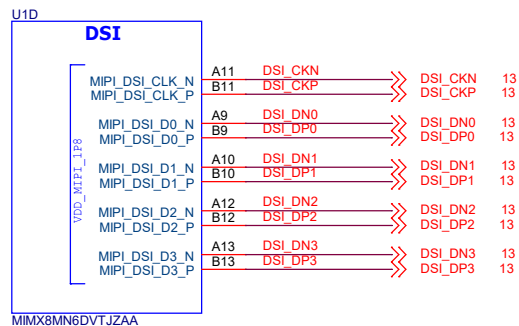 U1D
DSI
VDD_MIPI_1P8
MIPI_DSI_CLK_N A11 DSI_CKN DSI_CKN 13
MIPI_DSI_CLK_P B11 DSI_CKP DSI_CKP 13
MIPI_DSI_D0_N A9 DSI_DN0 DSI_DN0 13
MIPI_DSI_D0_P B9 DSI_DP0 DSI_DP0 13
MIPI_DSI_D1_N A10 DSI_DN1 DSI_DN1 13
MIPI_DSI_D1_P B10 DSI_DP1 DSI_DP1 13
MIPI_DSI_D2_N A12 DSI_DN2 DSI_DN2 13
MIPI_DSI_D2_P B12 DSI_DP2 DSI_DP2 13
MIPI_DSI_D3_N A13 DSI_DN3 DSI_DN3 13
MIPI_DSI_D3_P B13 DSI_DP3 DSI_DP3 13
MIMX8MN6DVTJZAA